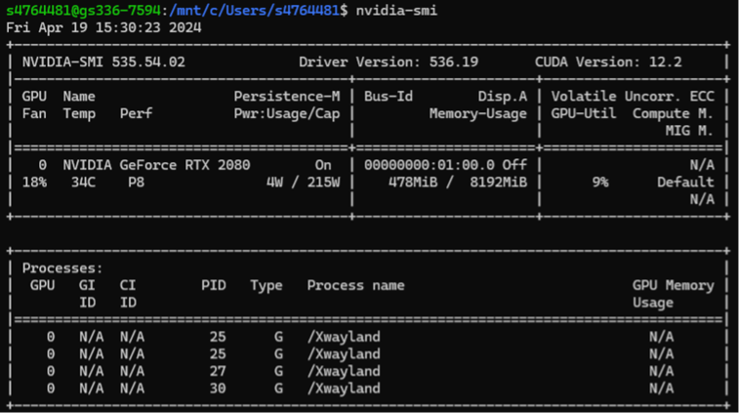 s4764481@gs336-7594:/mnt/c/Users/s4764481$ nvidia-smi
Fri Apr 19 15:30:23 2024
NVIDIA-SMI 535.54.02 Driver Version: 536.19 CUDA Version: 12.2
GPU Name Persistence-M | Bus-Id Disp.A | Volatile Uncorr. ECC
Fan Temp Perf Pwr:Usage/Cap | Memory-Usage | GPU-Util Compute M.
MIG M.
0 NVIDIA GeForce RTX 2080 On | 00000000:01:00.0 Off | N/A
18% 34C P8 4W / 215W | 478MiB / 8192MiB | 9% Default
N/A
Processes:
GPU GI CI PID Type Process name GPU Memory
ID ID Usage
0 N/A N/A 25 G /Xwayland N/A
0 N/A N/A 25 G /Xwayland N/A
0 N/A N/A 27 G /Xwayland N/A
0 N/A N/A 30 G /Xwayland N/A